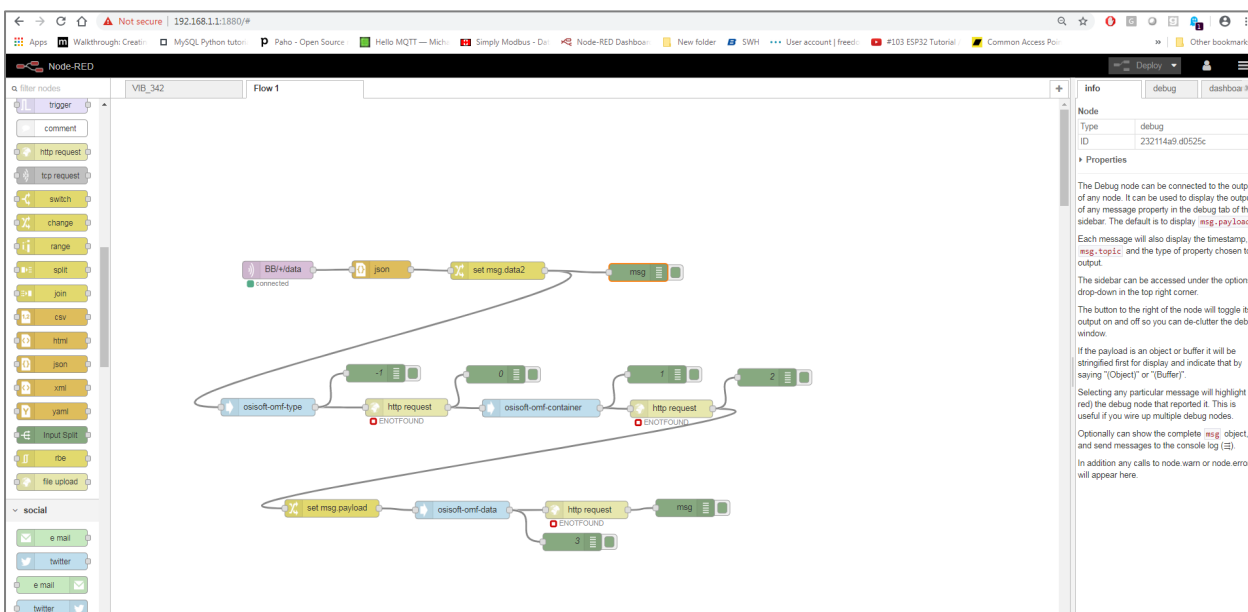 Not secure | 192.168.1.1:1880/#
Apps Walkthrough: Creatin MySQL Python tutor Paho - Open Source Hello MQTT — Mich Simply Modbus - Da Node-RED Dashboar New folder SWH User account | freed #103 ESP32 Tutorial Common Access Poi » Other bookmark
Node-RED Deploy
filter nodes VIB_342 Flow 1 + info debug dashboa
trigger
comment
http request
tcp request
switch
change
range
split
join
csv
html
json
xml
yaml
Input Split
rbe
file upload
social
e mail
twitter
e mail
twitter
BB/+/data json set msg.data2 msg
connected
-1 0 1 2
osisoft-omf-type http request osisoft-omf-container http request
ENOTFOUND ENOTFOUND
set msg.payload osisoft-omf-data http request msg
ENOTFOUND
3
Node
Type debug
ID 232114a9.d0525c
Properties
The Debug node can be connected to the outp
of any node. It can be used to display the outp
of any message property in the debug tab of th
sidebar. The default is to display msg.payload
Each message will also display the timestamp,
msg.topic and the type of property chosen to
output.
The sidebar can be accessed under the option
drop-down in the top right corner.
The button to the right of the node will toggle its
output on and off so you can de-clutter the deb
window.
If the payload is an object or buffer it will be
stringified first for display and indicate that by
saying "(Object)" or "(Buffer)".
Selecting any particular message will highlight
red) the debug node that reported it. This is
useful if you wire up multiple debug nodes.
Optionally can show the complete msg object,
and send messages to the console log (⇒).
In addition any calls to node.warn or node.erro
will appear here.